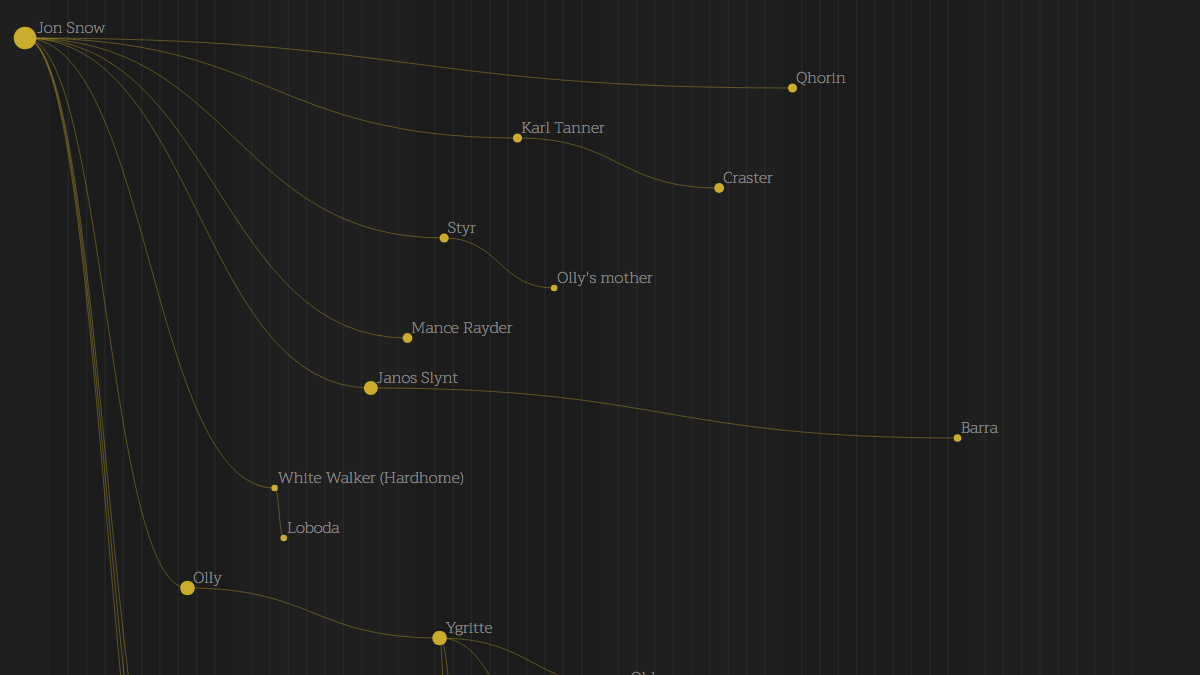 Jon Snow
Qhorin
Karl Tanner
Craster
Styr
Olly's mother
Mance Rayder
Janos Slynt
Barra
White Walker (Hardhome)
Loboda
Olly
Ygritte